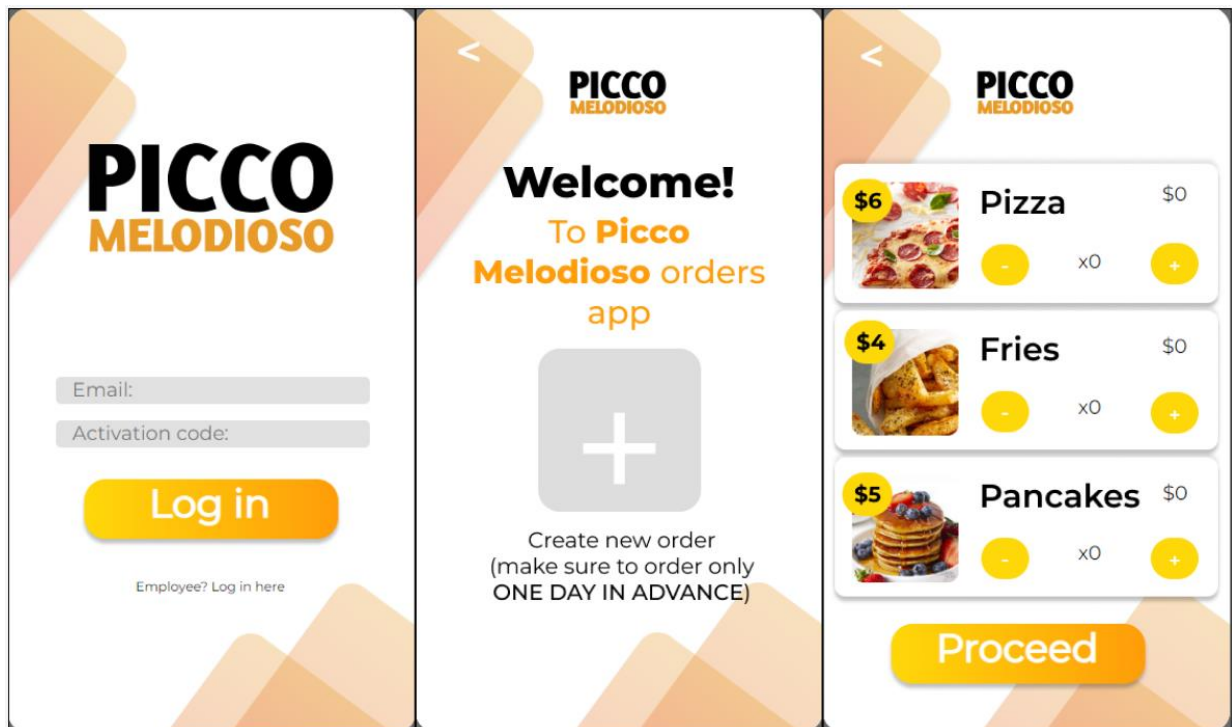 PICCO
MELODIOSO
Email:
Activation code:
Log in
Employee? Log in here
<
PICCO
MELODIOSO
Welcome!
To Picco
Melodioso orders
app
+
Create new order
(make sure to order only
ONE DAY IN ADVANCE)
<
PICCO
MELODIOSO
$6
Pizza
$0
- x0 +
$4
Fries
$0
- x0 +
$5
Pancakes
$0
- x0 +
Proceed